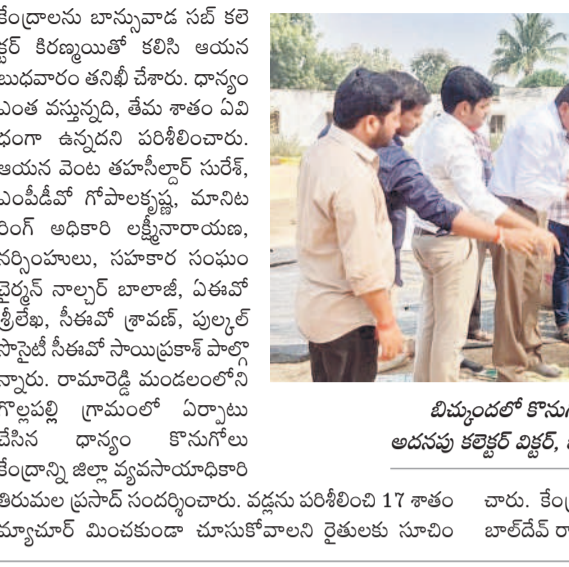 కేంద్రాలను బాన్సువాడ సబ్ కలె
క్టర్ కిరణ్మయితో కలిసి ఆయన
బుధవారం తనిఖీ చేశారు. ధాన్యం
ఎంత వస్తున్నది, తేమ శాతం ఏవి
ధంగా ఉన్నదని పరిశీలించారు.
ఆయన వెంట తహసీల్దార్ సురేశ్,
ఎంపీడీవో గోపాలకృష్ణ, మానిట
రింగ్ అధికారి లక్ష్మీనారాయణ,
నర్సింహులు, సహకార సంఘం
చైర్మన్ నాల్చర్ బాలాజీ, ఏఈవో
శ్రీలేఖ, సీఈవో శ్రావణ్, పుల్కల్
సొసైటీ సీఈవో సాయిప్రకాశ్ పాల్గొ
న్నారు. రామారెడ్డి మండలంలోని
గొల్లపల్లి గ్రామంలో ఏర్పాటు
చేసిన ధాన్యం కొనుగోలు
కేంద్రాన్ని జిల్లా వ్యవసాయాధికారి
తిరుమల ప్రసాద్ సందర్శించారు. వడ్లను పరిశీలించి 17 శాతం
మ్యాచూర్ మించకుండా చూసుకోవాలని రైతులకు సూచిం
బిచ్కుందలో కొనుగ
అదనపు కలెక్టర్ విక్టర్,
చారు.
బాల్‌దేవ్